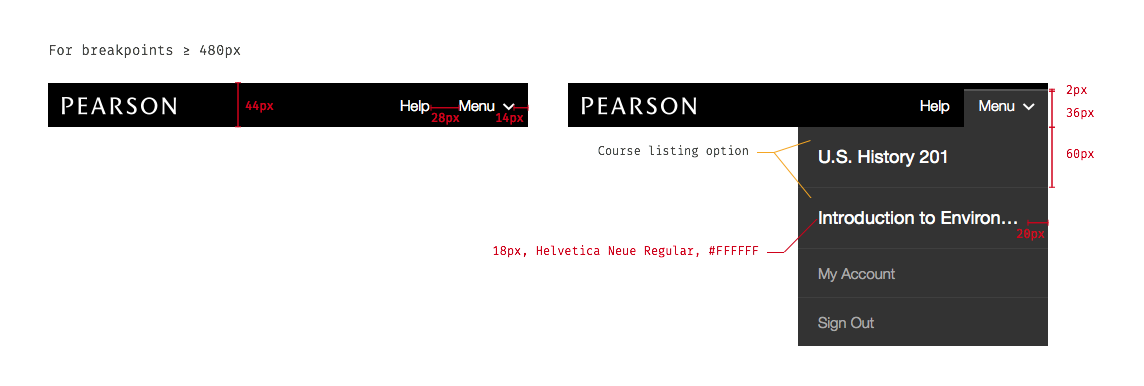 For breakpoints ≥ 480px
PEARSON
44px
Help
28px
Menu
14px
PEARSON
Help
Menu
2px
36px
60px
Course listing option
U.S. History 201
Introduction to Environ...
20px
18px, Helvetica Neue Regular, #FFFFFF
My Account
Sign Out